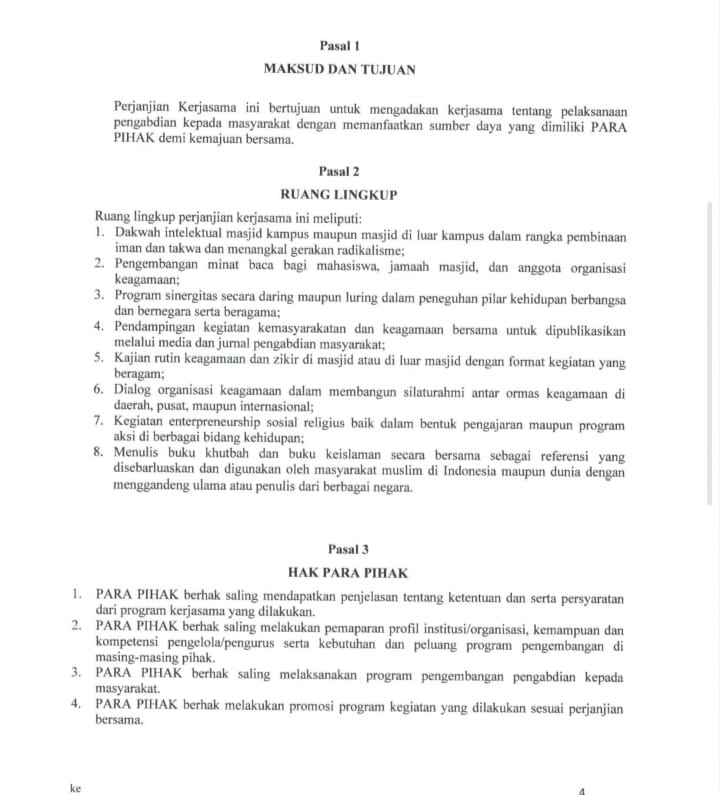 Pasal 1
MAKSUD DAN TUJUAN
Perjanjian Kerjasama ini bertujuan untuk mengadakan kerjasama tentang pelaksanaan
pengabdian kepada masyarakat dengan memanfaatkan sumber daya yang dimiliki PARA
PIHAK demi kemajuan bersama.
Pasal 2
RUANG LINGKUP
Ruang lingkup perjanjian kerjasama ini meliputi:
1. Dakwah intelektual masjid kampus maupun masjid di luar kampus dalam rangka pembinaan
iman dan takwa dan menangkal gerakan radikalisme;
2. Pengembangan minat baca bagi mahasiswa, jamaah masjid, dan anggota organisasi
keagamaan;
3. Program sinergitas secara daring maupun luring dalam peneguhan pilar kehidupan berbangsa
dan bernegara serta beragama;
4. Pendampingan kegiatan kemasyarakatan dan keagamaan bersama untuk dipublikasikan
melalui media dan jurnal pengabdian masyarakat;
5. Kajian rutin keagamaan dan zikir di masjid atau di luar masjid dengan format kegiatan yang
beragam;
6. Dialog organisasi keagamaan dalam membangun silaturahmi antar ormas keagamaan di
daerah, pusat, maupun internasional;
7. Kegiatan enterpreneurship sosial religius baik dalam bentuk pengajaran maupun program
aksi di berbagai bidang kehidupan;
8. Menulis buku khutbah dan buku keislaman secara bersama sebagai referensi yang
disebarluaskan dan digunakan oleh masyarakat muslim di Indonesia maupun dunia dengan
menggandeng ulama atau penulis dari berbagai negara.
Pasal 3
HAK PARA PIHAK
1. PARA PIHAK berhak saling mendapatkan penjelasan tentang ketentuan dan serta persyaratan
dari program kerjasama yang dilakukan.
2. PARA PIHAK berhak saling melakukan pemaparan profil institusi/organisasi, kemampuan dan
kompetensi pengelola/pengurus serta kebutuhan dan peluang program pengembangan di
masing-masing pihak.
3. PARA PIHAK berhak saling melaksanakan program pengembangan pengabdian kepada
masyarakat.
4. PARA PIHAK berhak melakukan promosi program kegiatan yang dilakukan sesuai perjanjian
bersama.
ke 4